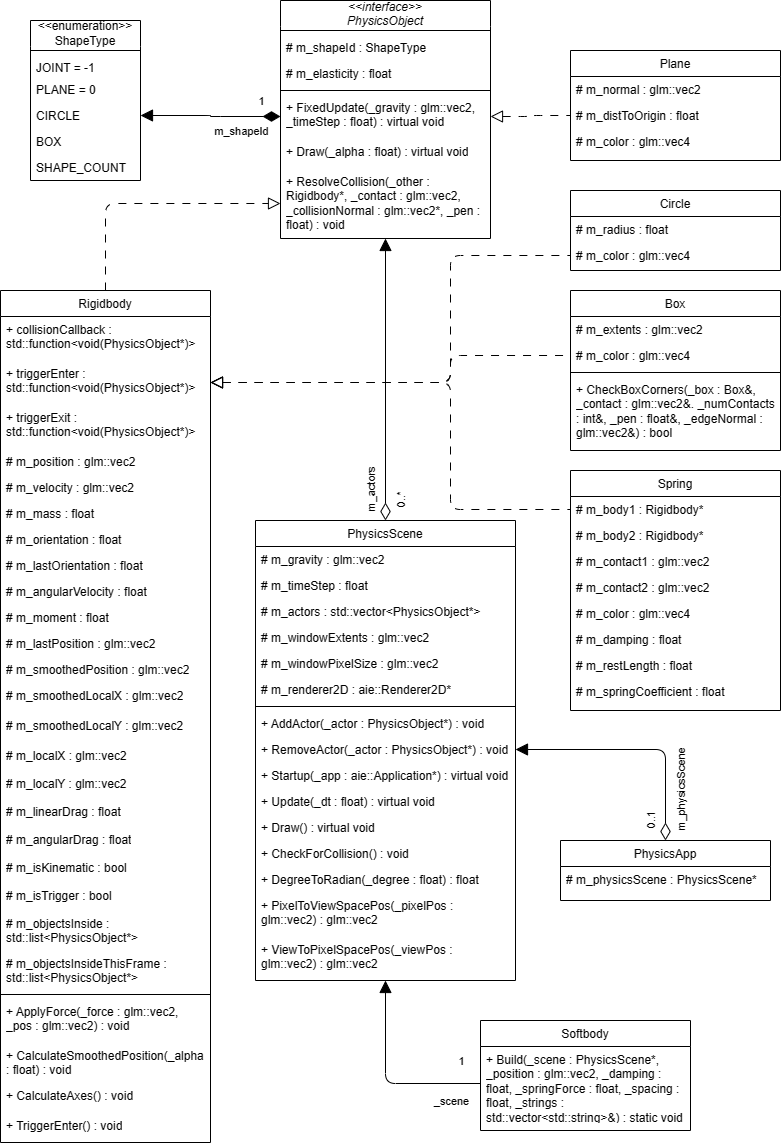 <<enumeration>>
ShapeType
JOINT = -1
PLANE = 0
CIRCLE
BOX
SHAPE_COUNT
1
m_shapeId
<<interface>>
PhysicsObject
# m_shapeId : ShapeType
# m_elasticity : float
+ FixedUpdate(_gravity : glm::vec2,
_timeStep : float) : virtual void
+ Draw(_alpha : float) : virtual void
+ ResolveCollision(_other :
Rigidbody*, _contact : glm::vec2,
_collisionNormal : glm::vec2*, _pen :
float) : void
Plane
# m_normal : glm::vec2
# m_distToOrigin : float
# m_color : glm::vec4
Circle
# m_radius : float
# m_color : glm::vec4
Box
# m_extents : glm::vec2
# m_color : glm::vec4
+ CheckBoxCorners(_box : Box&,
_contact : glm::vec2&. _numContacts
: int&, _pen : float&, _edgeNormal :
glm::vec2&) : bool
Spring
# m_body1 : Rigidbody*
# m_body2 : Rigidbody*
# m_contact1 : glm::vec2
# m_contact2 : glm::vec2
# m_color : glm::vec4
# m_damping : float
# m_restLength : float
# m_springCoefficient : float
Rigidbody
+ collisionCallback :
std::function<void(PhysicsObject*)>
+ triggerEnter :
std::function<void(PhysicsObject*)>
+ triggerExit :
std::function<void(PhysicsObject*)>
# m_position : glm::vec2
# m_velocity : glm::vec2
# m_mass : float
# m_orientation : float
# m_lastOrientation : float
# m_angularVelocity : float
# m_moment : float
# m_lastPosition : glm::vec2
# m_smoothedPosition : glm::vec2
# m_smoothedLocalX : glm::vec2
# m_smoothedLocalY : glm::vec2
# m_localX : glm::vec2
# m_localY : glm::vec2
# m_linearDrag : float
# m_angularDrag : float
# m_isKinematic : bool
# m_isTrigger : bool
# m_objectsInside :
std::list<PhysicsObject*>
# m_objectsInsideThisFrame :
std::list<PhysicsObject*>
+ ApplyForce(_force : glm::vec2,
_pos : glm::vec2) : void
+ CalculateSmoothedPosition(_alpha
: float) : void
+ CalculateAxes() : void
+ TriggerEnter() : void
m_actors
0..*
PhysicsScene
# m_gravity : glm::vec2
# m_timeStep : float
# m_actors : std::vector<PhysicsObject*>
# m_windowExtents : glm::vec2
# m_windowPixelSize : glm::vec2
# m_renderer2D : aie::Renderer2D*
+ AddActor(_actor : PhysicsObject*) : void
+ RemoveActor(_actor : PhysicsObject*) : void
+ Startup(_app : aie::Application*) : virtual void
+ Update(_dt : float) : virtual void
+ Draw() : virtual void
+ CheckForCollision() : void
+ DegreeToRadian(_degree : float) : float
+ PixelToViewSpacePos(_pixelPos :
glm::vec2) : glm::vec2
+ ViewToPixelSpacePos(_viewPos :
glm::vec2) : glm::vec2
0..1
m_physicsScene
PhysicsApp
# m_physicsScene : PhysicsScene*
1
_scene
Softbody
+ Build(_scene : PhysicsScene*,
_position : glm::vec2, _damping :
float, _springForce : float, _spacing :
float, _strings :
std::vector<std::string>&) : static void